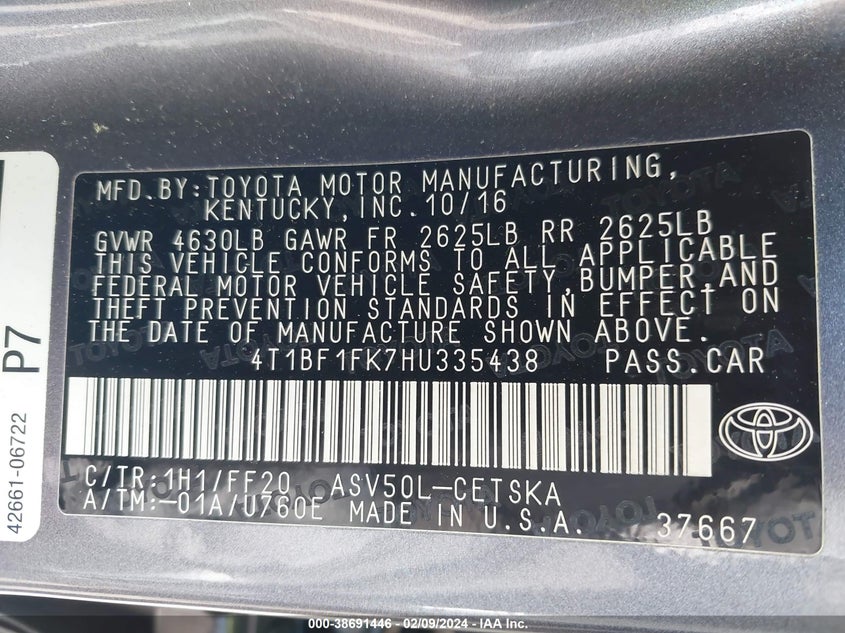 MFD.BY:TOYOTA MOTOR MANUFACTURING,
KENTUCKY,INC.10/16
GVWR 4630LB GAWR FR 2625LB RR 2625LB
THIS VEHICLE CONFORMS TO ALL APPLICABLE
FEDERAL MOTOR VEHICLE SAFETY,BUMPER,AND
THEFT PREVENTION STANDARDS IN EFFECT ON
THE DATE OF MANUFACTURE SHOWN ABOVE.
4T1BF1FK7HU335438 PASS.CAR
C/TR:1H1/FF20 ASV50L-CETSKA
A/TM:-01A/U760E MADE IN U.S.A. 37667
P7
42661-06722
000-38691446 - 02/09/2024 - IAA Inc.